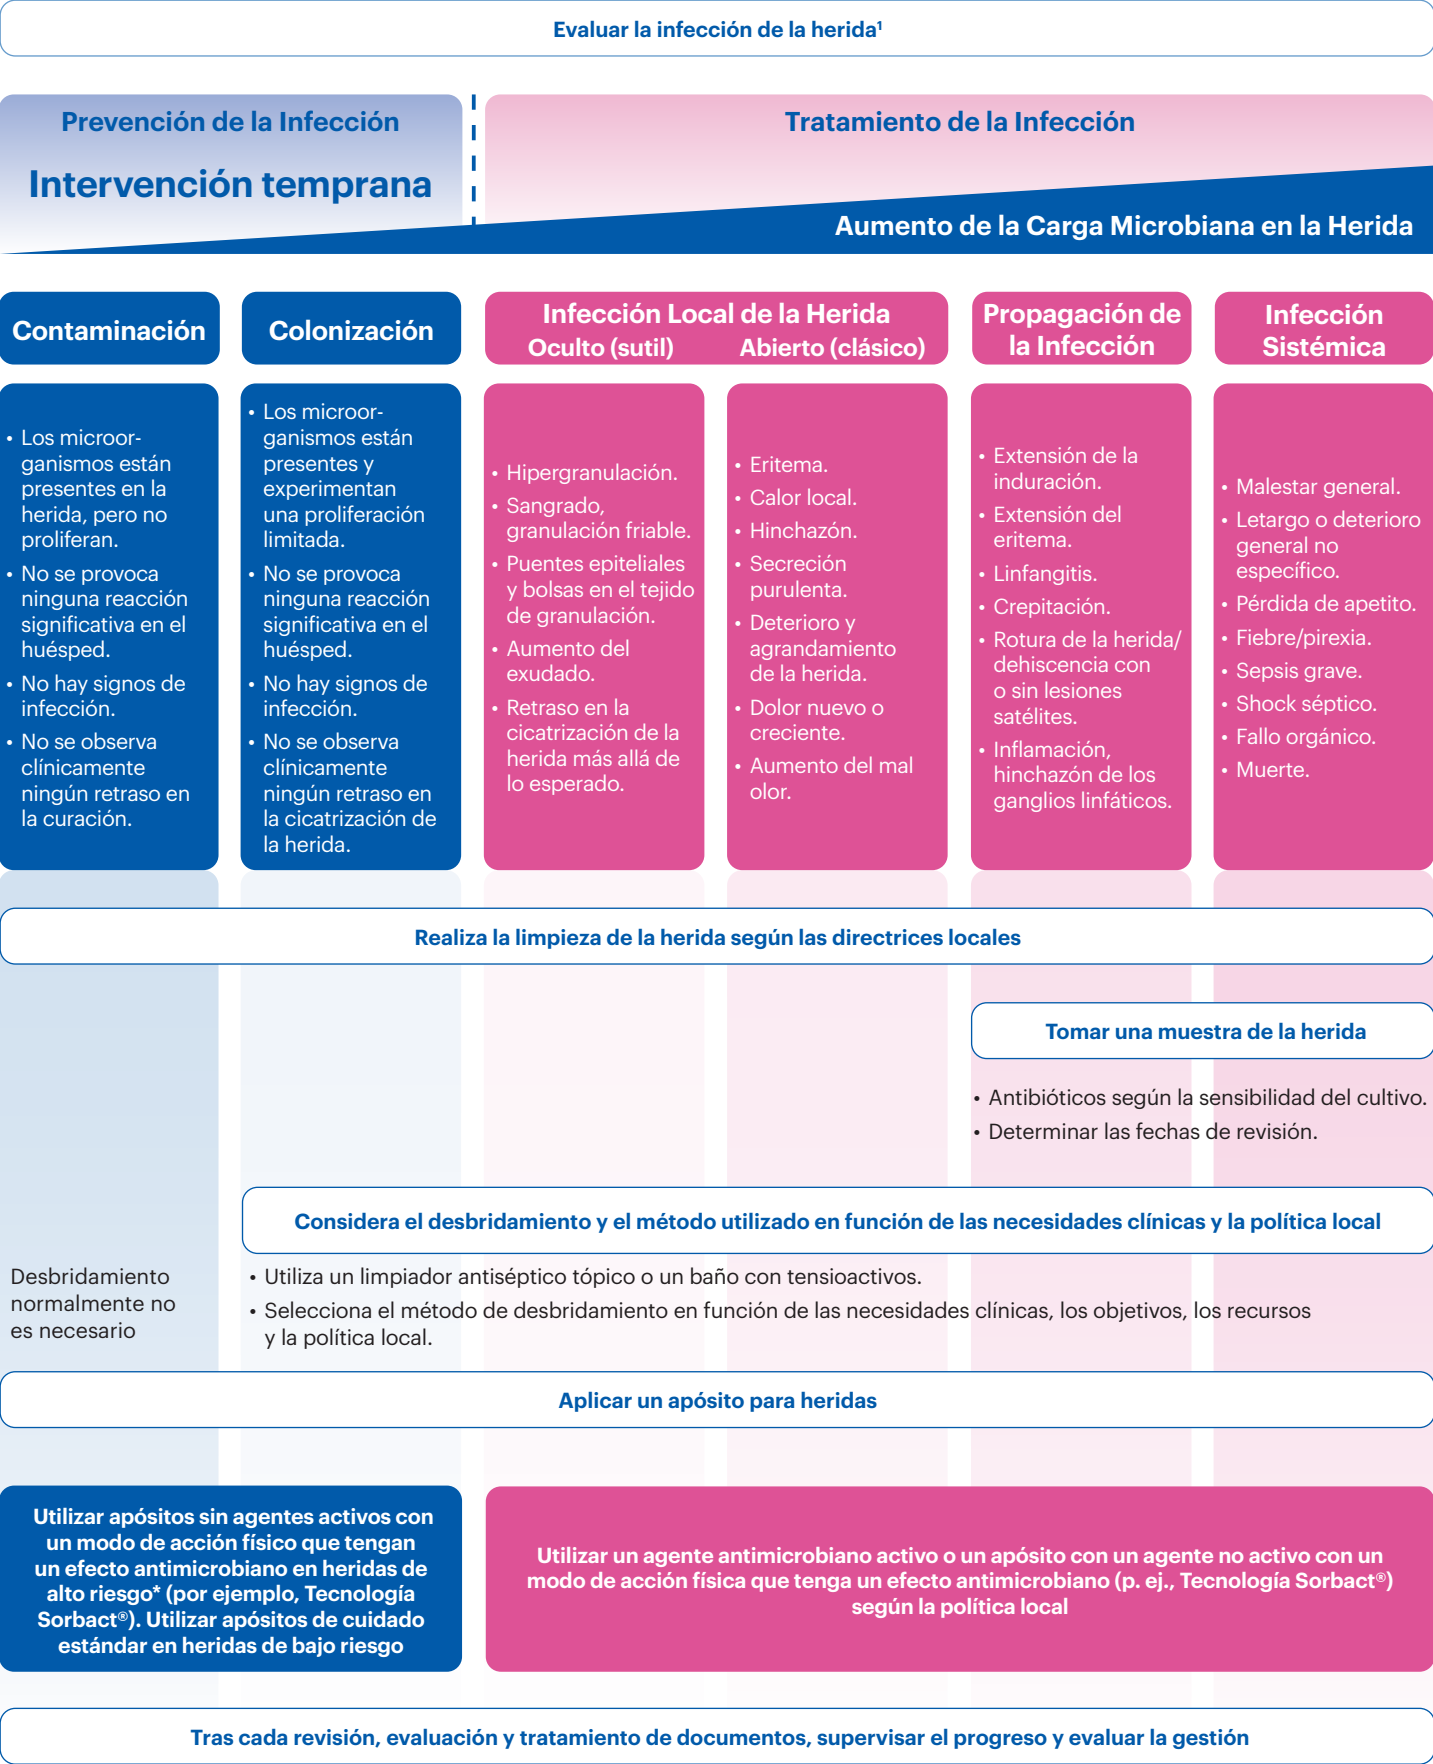 Evaluar la infección de la herida¹
Prevención de la Infección
Intervención temprana
Tratamiento de la Infección
Aumento de la Carga Microbiana en la Herida
Contaminación
• Los microor-
ganismos están
presentes en la
herida, pero no
proliferan.
• No se provoca
ninguna reacción
significativa en el
huésped.
• No hay signos de
infección.
• No se observa
clínicamente
ningún retraso en
la curación.
Colonización
• Los microor-
ganismos están
presentes y
experimentan
una proliferación
limitada.
• No se provoca
ninguna reacción
significativa en el
huésped.
• No hay signos de
infección.
• No se observa
clínicamente
ningún retraso en
la cicatrización de
la herida.
Infección Local de la Herida
Oculto (sutil)
• Hipergranulación.
• Sangrado,
granulación friable.
• Puentes epiteliales
y bolsas en el tejido
de granulación.
• Aumento del
exudado.
• Retraso en la
cicatrización de la
herida más allá de
lo esperado.
Abierto (clásico)
• Eritema.
• Calor local.
• Hinchazón.
• Secreción
purulenta.
• Deterioro y
agrandamiento
de la herida.
• Dolor nuevo o
creciente.
• Aumento del mal
olor.
Propagación de
la Infección
• Extensión de la
induración.
• Extensión del
eritema.
• Linfangitis.
• Crepitación.
• Rotura de la herida/
dehiscencia con
o sin lesiones
satélites.
• Inflamación,
hinchazón de los
ganglios linfáticos.
Infección
Sistémica
• Malestar general.
• Letargo o deterioro
general no
específico.
• Pérdida de apetito.
• Fiebre/pirexia.
• Sepsis grave.
• Shock séptico.
• Fallo orgánico.
• Muerte.
Realiza la limpieza de la herida según las directrices locales
Tomar una muestra de la herida
• Antibióticos según la sensibilidad del cultivo.
• Determinar las fechas de revisión.
Considera el desbridamiento y el método utilizado en función de las necesidades clínicas y la política local
Desbridamiento
normalmente no
es necesario
• Utiliza un limpiador antiséptico tópico o un baño con tensioactivos.
• Selecciona el método de desbridamiento en función de las necesidades clínicas, los objetivos, los recursos
y la política local.
Aplicar un apósito para heridas
Utilizar apósitos sin agentes activos con
un modo de acción físico que tengan
un efecto antimicrobiano en heridas de
alto riesgo* (por ejemplo, Tecnología
Sorbact®). Utilizar apósitos de cuidado
estándar en heridas de bajo riesgo
Utilizar un agente antimicrobiano activo o un apósito con un agente no activo con un
modo de acción física que tenga un efecto antimicrobiano (p. ej., Tecnología Sorbact®)
según la política local
Tras cada revisión, evaluación y tratamiento de documentos, supervisar el progreso y evaluar la gestión